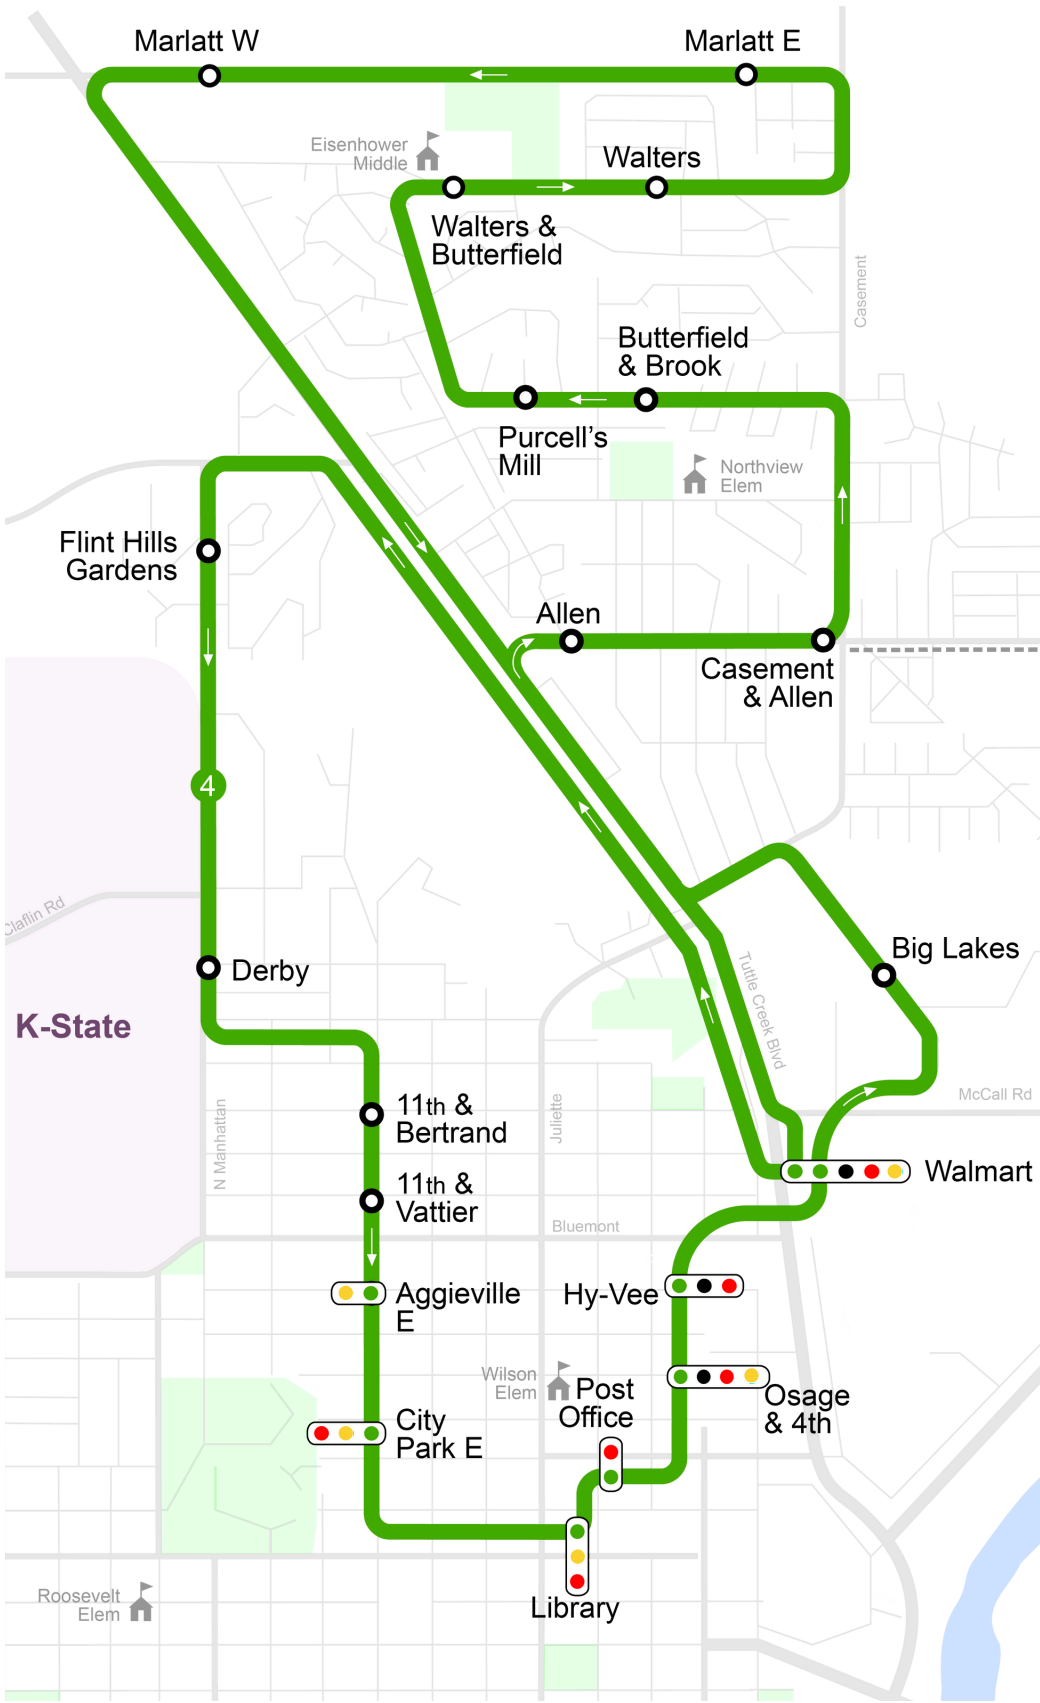 Marlatt W
Marlatt E
Eisenhower
Middle
Walters
Walters &
Butterfield
Casement
Butterfield
& Brook
Purcell's
Mill
Northview
Elem
Flint Hills
Gardens
Allen
Casement
& Allen
4
Claflin Rd
Big Lakes
Derby
Tuttle Creek Blvd
K-State
McCall Rd
11th &
Bertrand
Juliette
N Manhattan
Walmart
11th &
Vattier
Bluemont
Aggieville
E
Hy-Vee
Wilson
Elem
Post
Office
Osage
& 4th
City
Park E
Roosevelt
Elem
Library